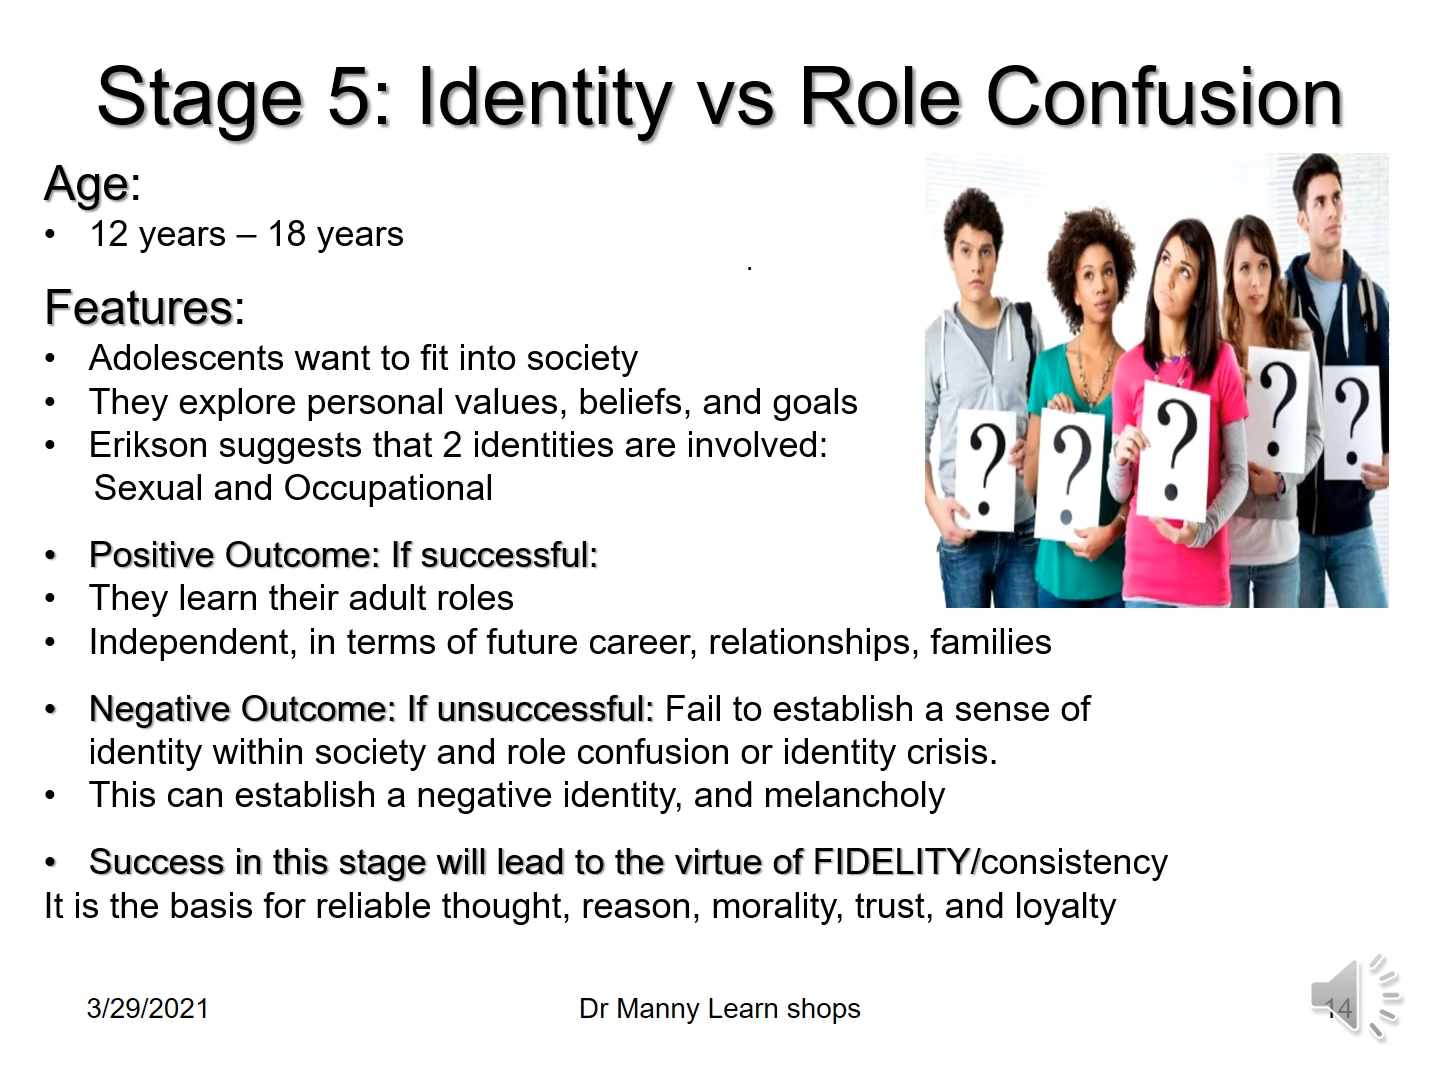 Stage 5: Identity vs Role Confusion
Age:
• 12 years – 18 years
.
Features:
• Adolescents want to fit into society
• They explore personal values, beliefs, and goals
• Erikson suggests that 2 identities are involved:
Sexual and Occupational
• Positive Outcome: If successful:
• They learn their adult roles
• Independent, in terms of future career, relationships, families
• Negative Outcome: If unsuccessful: Fail to establish a sense of
identity within society and role confusion or identity crisis.
• This can establish a negative identity, and melancholy
• Success in this stage will lead to the virtue of FIDELITY/consistency
It is the basis for reliable thought, reason, morality, trust, and loyalty
? ? ? ? ?
3/29/2021 Dr Manny Learn shops 14